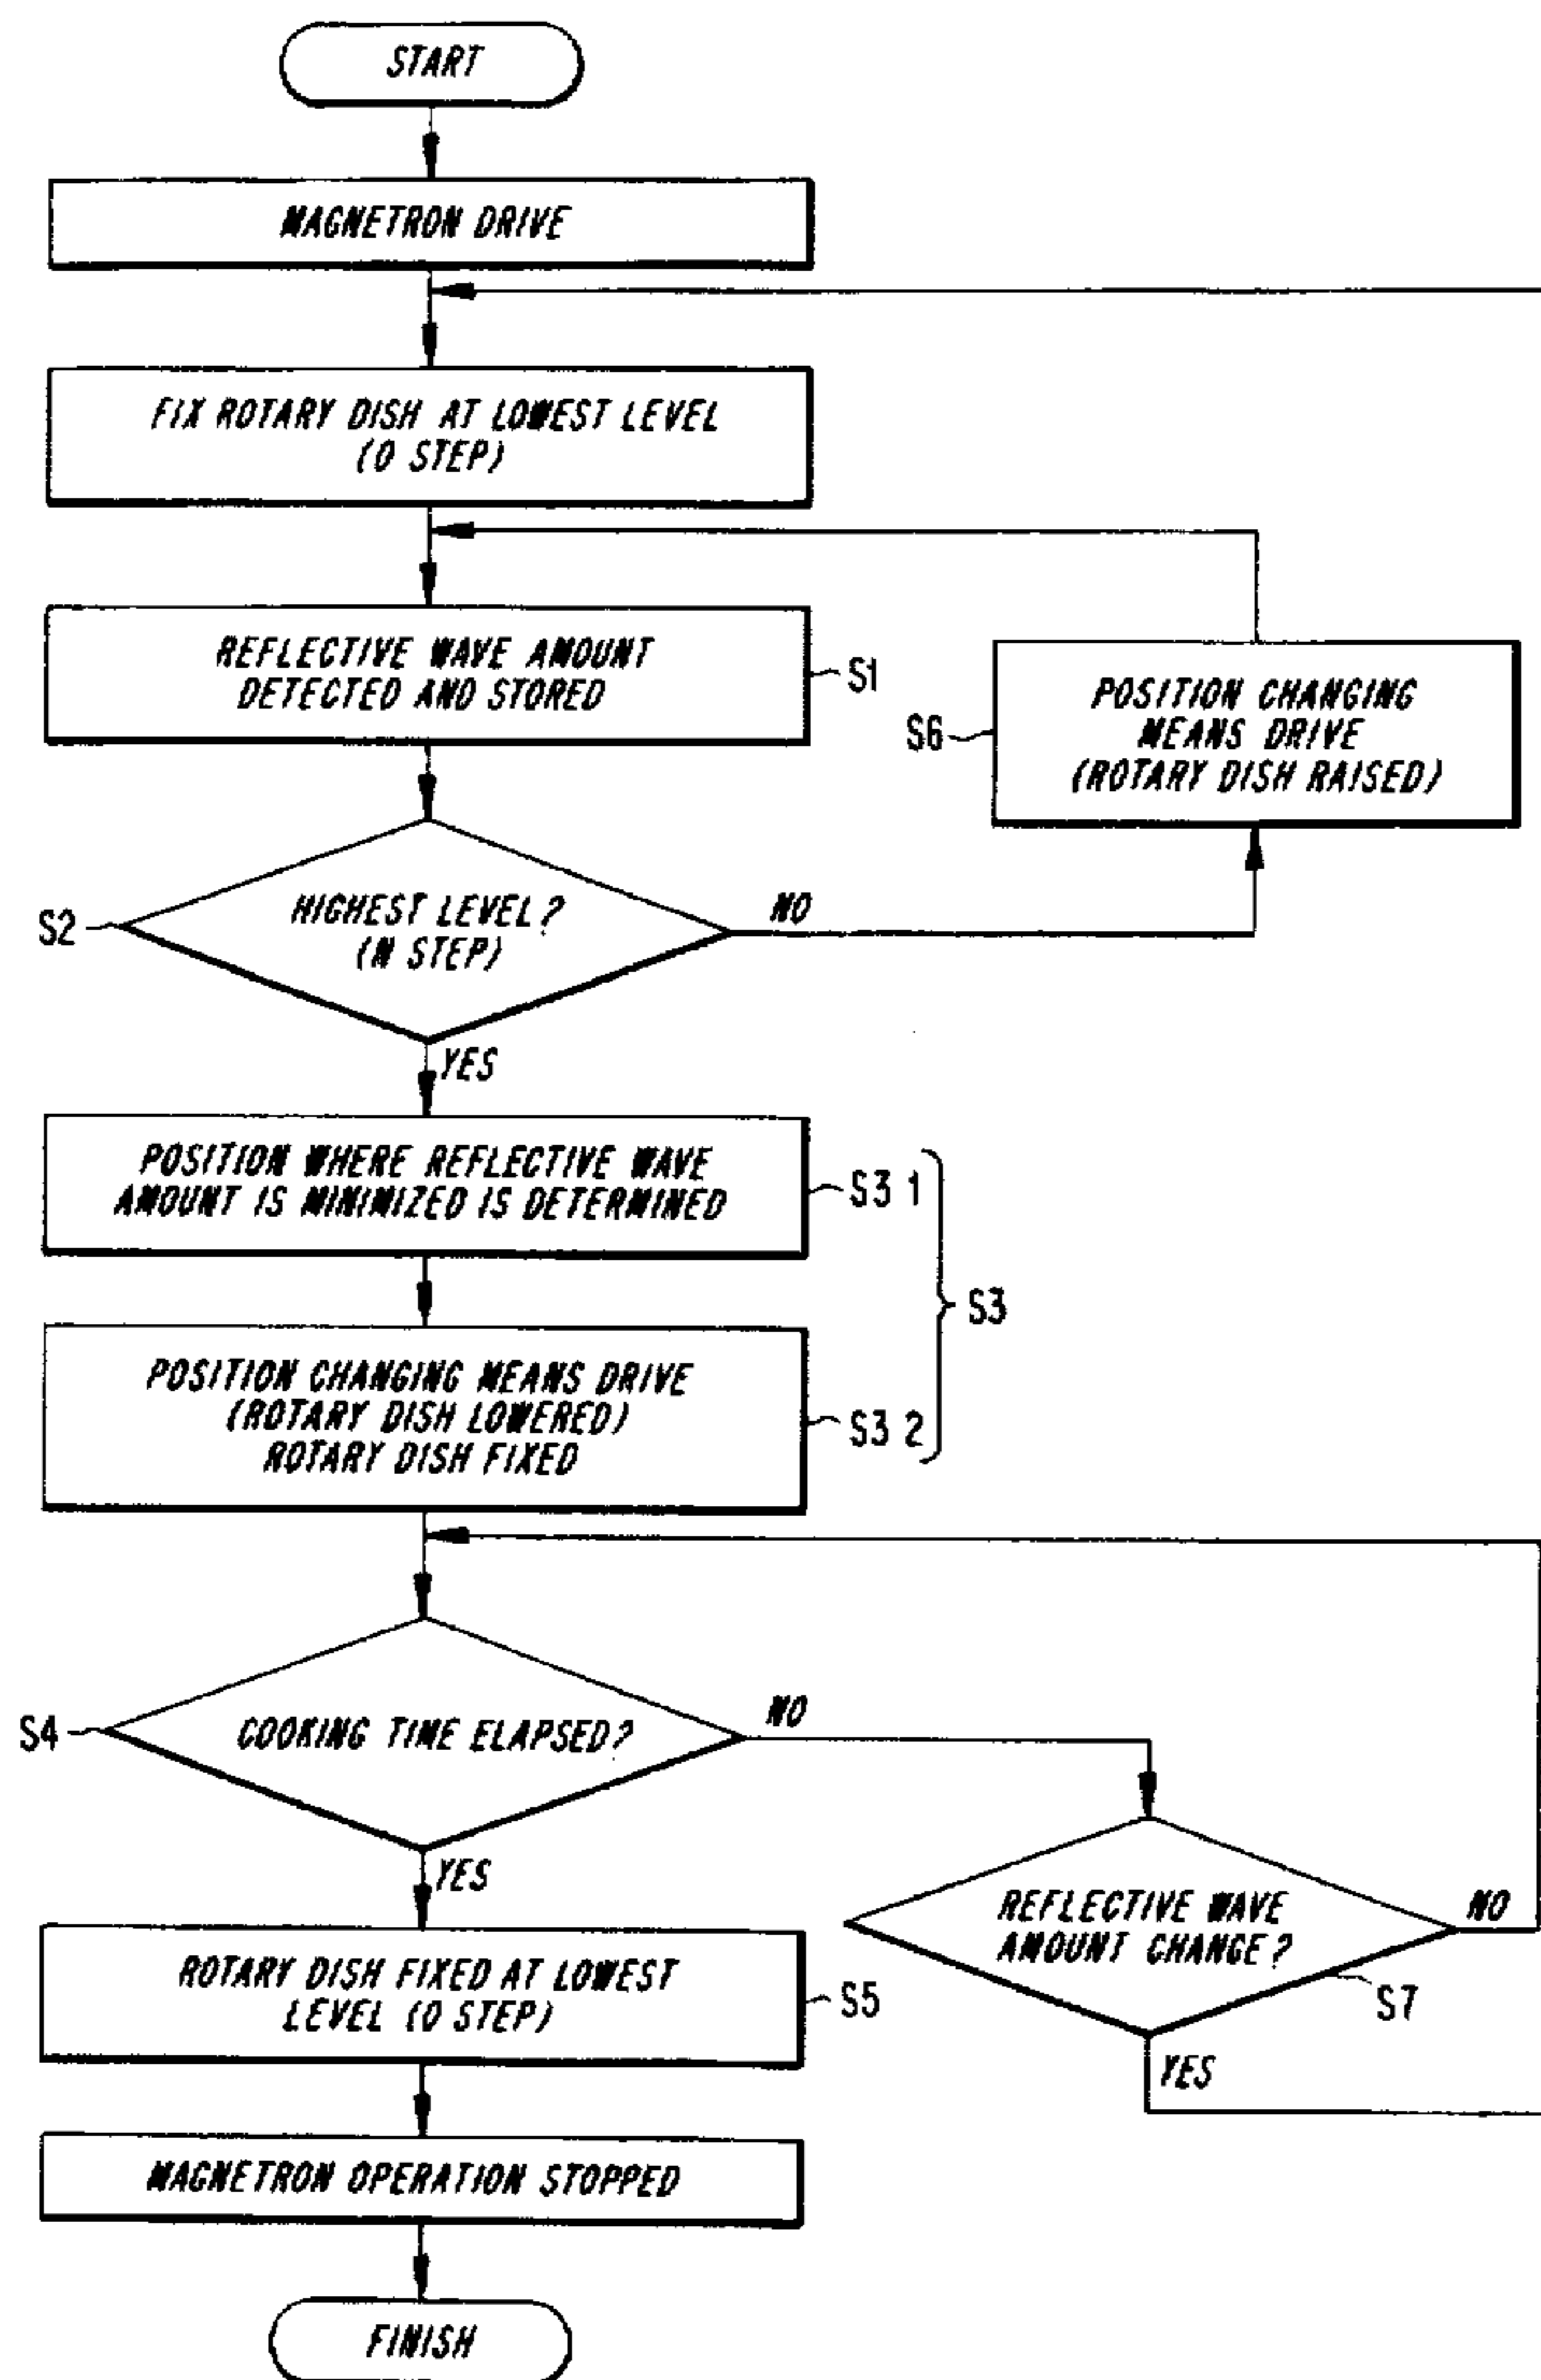 START
MAGNETRON DRIVE
FIX ROTARY DISH AT LOWEST LEVEL
(0 STEP)
REFLECTIVE WAVE AMOUNT
DETECTED AND STORED
S1
POSITION CHANGING
MEANS DRIVE
(ROTARY DISH RAISED)
S6
S2
HIGHEST LEVEL?
(N STEP)
NO
YES
POSITION WHERE REFLECTIVE WAVE
AMOUNT IS MINIMIZED IS DETERMINED
S3 1
S3
POSITION CHANGING MEANS DRIVE
(ROTARY DISH LOWERED)
ROTARY DISH FIXED
S3 2
S4
COOKING TIME ELAPSED?
NO
YES
REFLECTIVE WAVE
AMOUNT CHANGE?
NO
S7
YES
ROTARY DISH FIXED AT LOWEST
LEVEL (0 STEP)
S5
MAGNETRON OPERATION STOPPED
FINISH